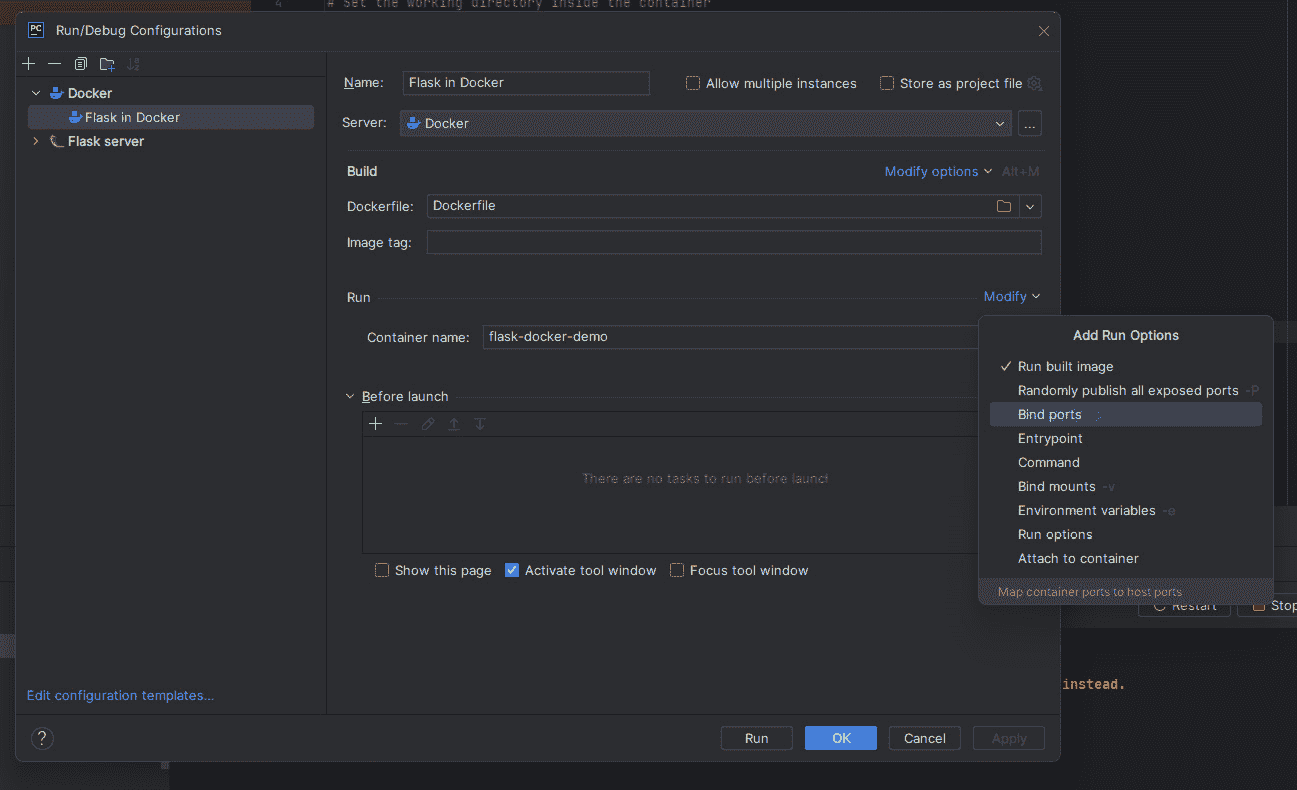 4 # Set the working directory inside the container
PC Run/Debug Configurations
Docker
Flask in Docker
Flask server
Name: Flask in Docker Allow multiple instances Store as project file
Server: Docker ...
Build Modify options Alt+M
Dockerfile: Dockerfile
Image tag:
Run Modify
Container name: flask-docker-demo
Add Run Options
Run built image
Randomly publish all exposed ports -P
Bind ports
Entrypoint
Command
Bind mounts -v
Environment variables -e
Run options
Attach to container
Map container ports to host ports
Before launch
There are no tasks to run before launch
Show this page Activate tool window Focus tool window
Restart Stop
instead.
Edit configuration templates...
? Run OK Cancel Apply